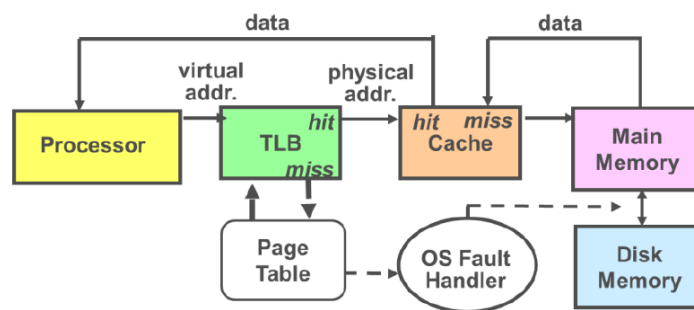 data
data
virtual
addr.
physical
addr.
Processor
TLB
hit
miss
hit
miss
Cache
Main
Memory
Page
Table
OS Fault
Handler
Disk
Memory